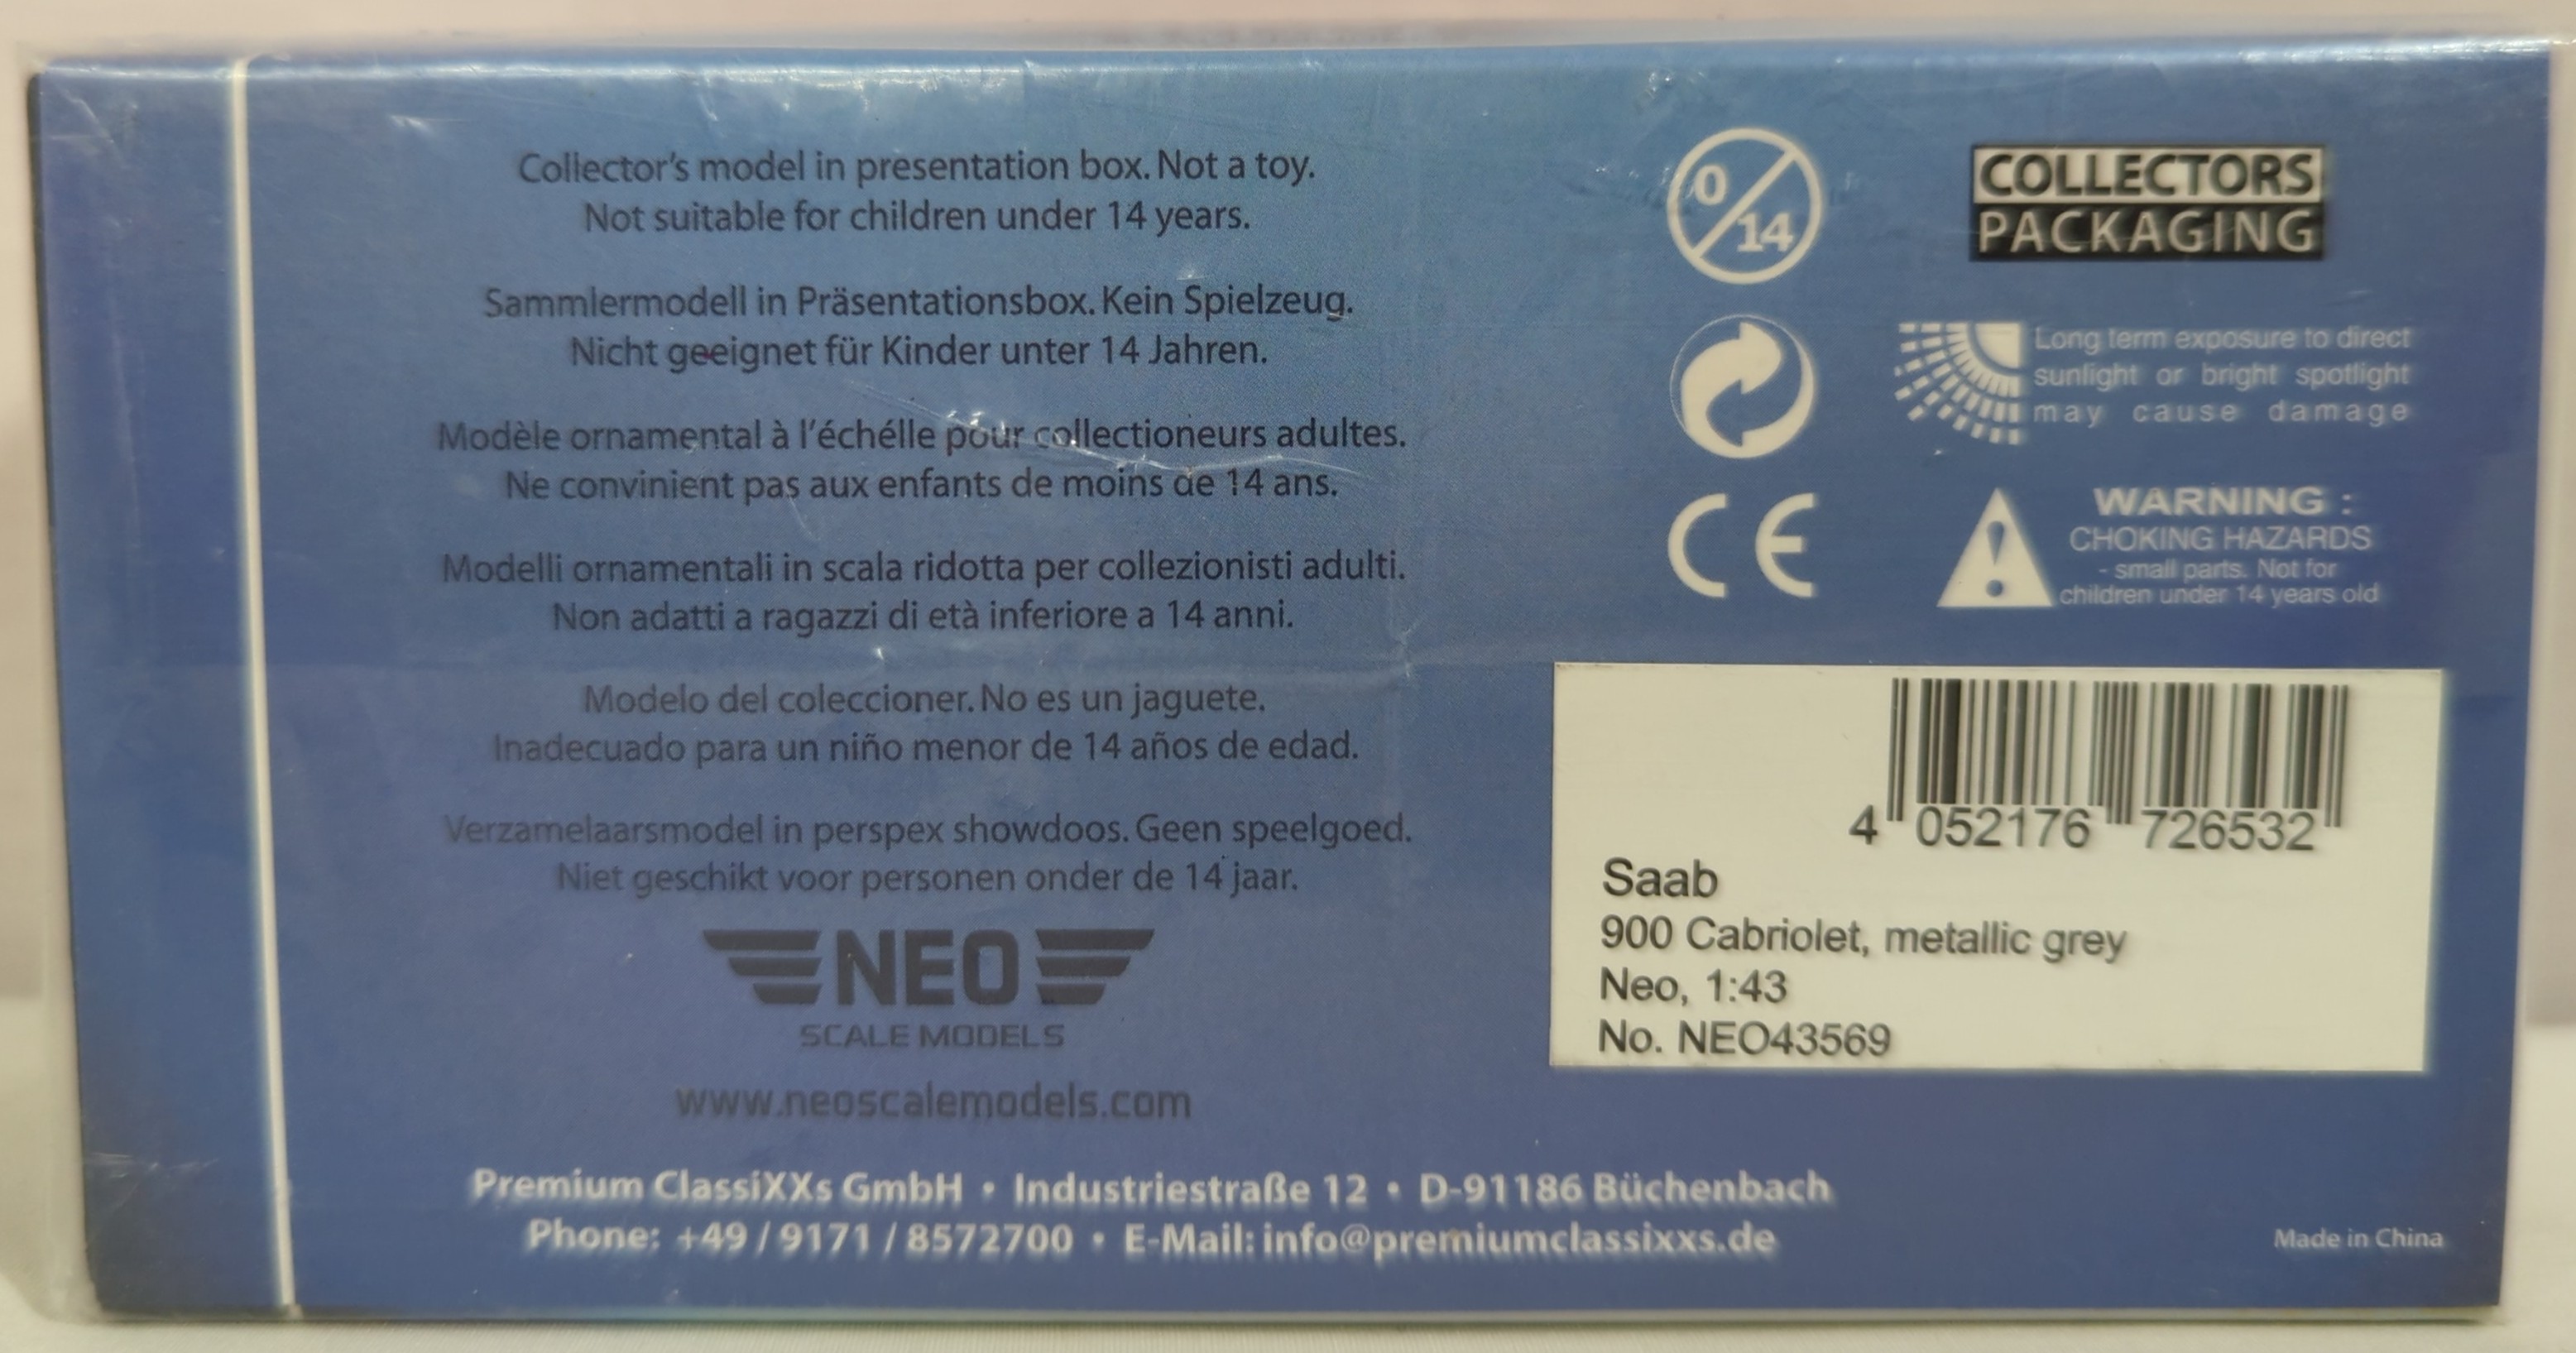 Collector's model in presentation box. Not a toy.
Not suitable for children under 14 years.
Sammlermodell in Präsentationsbox. Kein Spielzeug.
Nicht geeignet für Kinder unter 14 Jahren.
Modèle ornamental à l'échélle pour collectioneurs adultes.
Ne convinient pas aux enfants de moins de 14 ans.
Modelli ornamentali in scala ridotta per collezionisti adulti.
Non adatti a ragazzi di età inferiore a 14 anni.
Modelo del coleccioner. No es un jaguete.
Inadecuado para un niño menor de 14 años de edad.
Verzamelaarsmodel in perspex showdoos. Geen speelgoed.
Niet geschikt voor personen onder de 14 jaar.
NEO
SCALE MODELS
www.neoscalemodels.com
0/14
COLLECTORS
PACKAGING
Long term exposure to direct
sunlight or bright spotlight
may cause damage
CE
WARNING :
CHOKING HAZARDS
- small parts. Not for
children under 14 years old
4 052176 726532
Saab
900 Cabriolet, metallic grey
Neo, 1:43
No. NEO43569
Premium ClassiXXs GmbH • Industriestraße 12 • D-91186 Büchenbach
Phone: +49 / 9171 / 8572700 • E-Mail: info@premiumclassixxs.de
Made in China